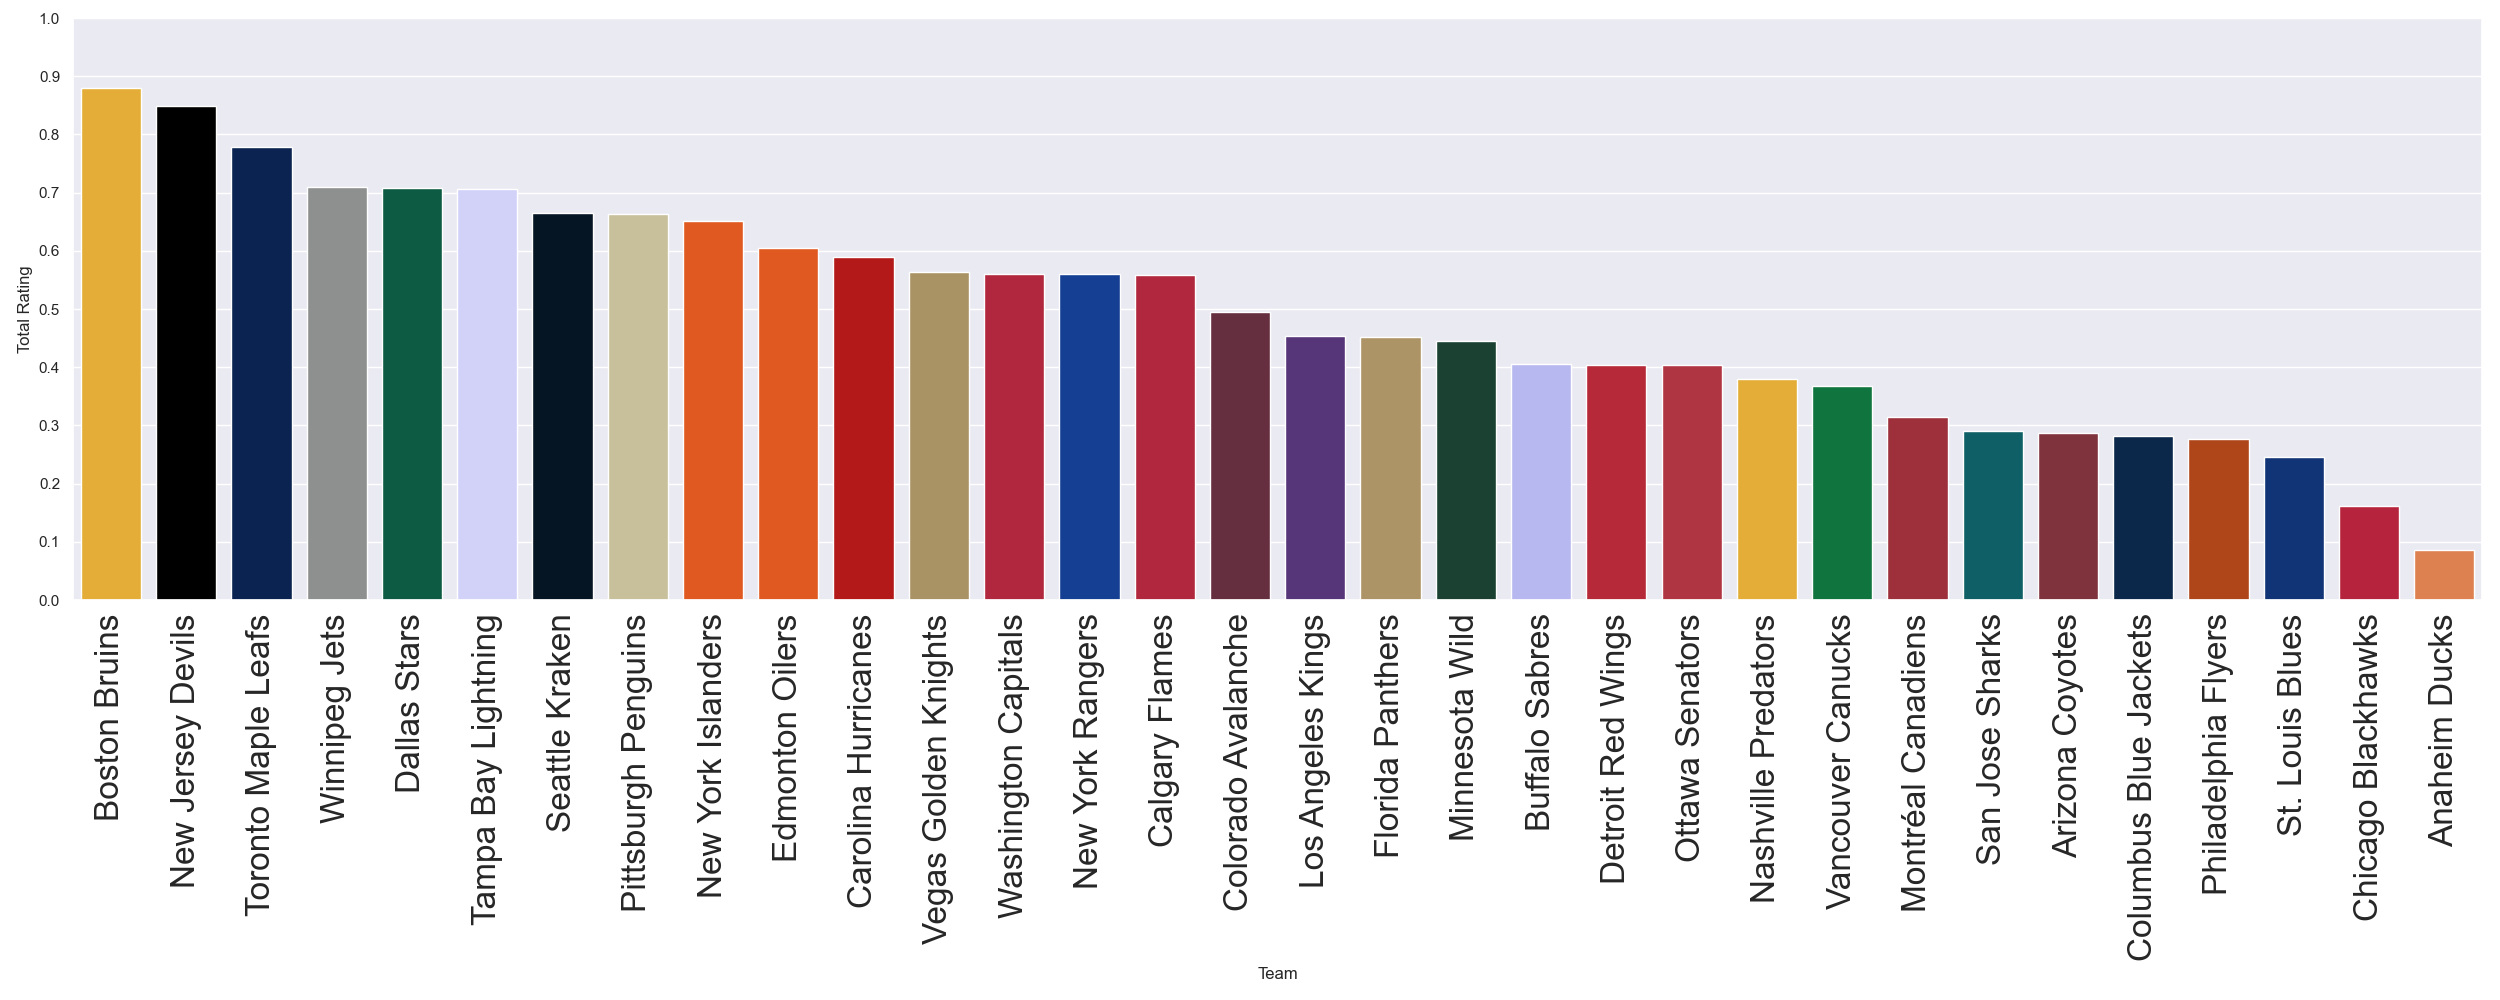 1.0
0.9
0.8
0.7
0.6
0.5
0.4
0.3
0.2
0.1
0.0
Total Rating
Boston Bruins
New Jersey Devils
Toronto Maple Leafs
Winnipeg Jets
Dallas Stars
Tampa Bay Lightning
Seattle Kraken
Pittsburgh Penguins
New York Islanders
Edmonton Oilers
Carolina Hurricanes
Vegas Golden Knights
Washington Capitals
New York Rangers
Calgary Flames
Colorado Avalanche
Los Angeles Kings
Florida Panthers
Minnesota Wild
Buffalo Sabres
Detroit Red Wings
Ottawa Senators
Nashville Predators
Vancouver Canucks
Montréal Canadiens
San Jose Sharks
Arizona Coyotes
Columbus Blue Jackets
Philadelphia Flyers
St. Louis Blues
Chicago Blackhawks
Anaheim Ducks
Team